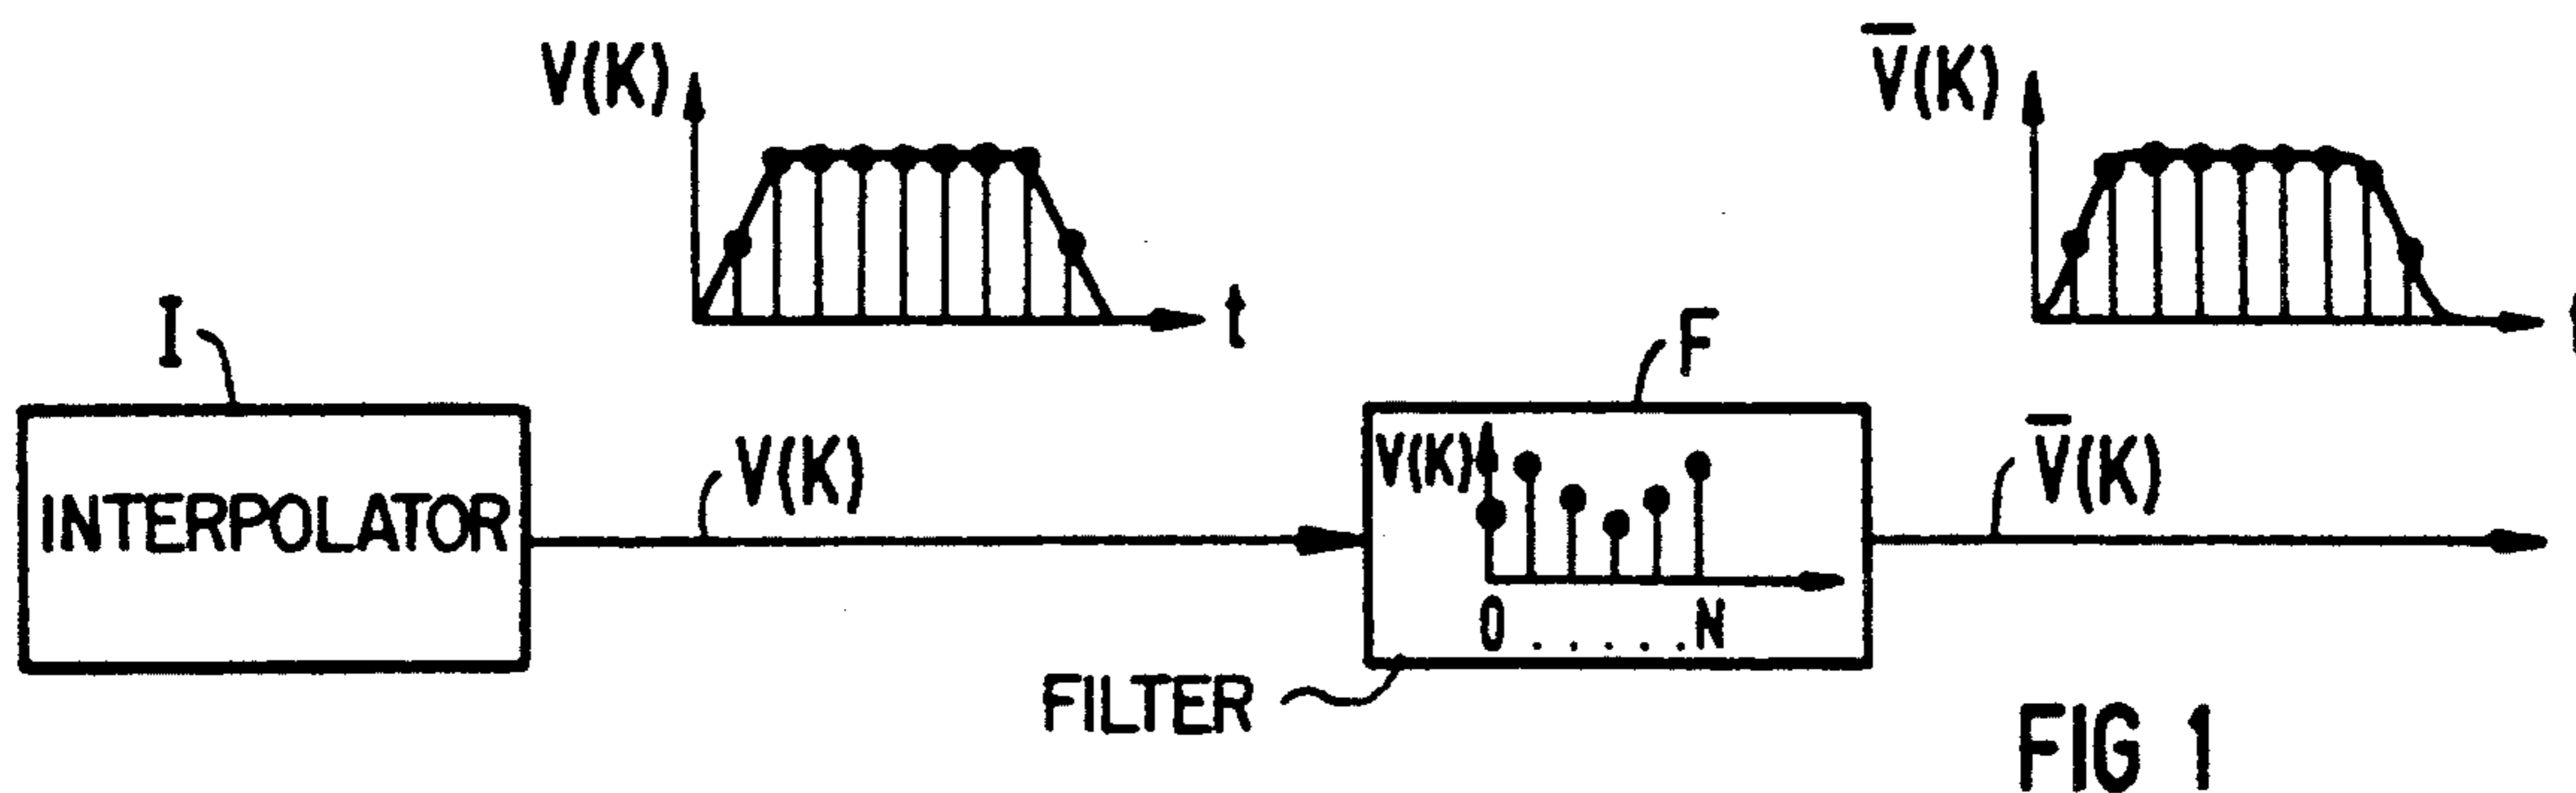 V(K)
t
V̅(K)
I
F
INTERPOLATOR
V(K)
V(K)
0 . . . . . N
V̅(K)
FILTER
FIG 1